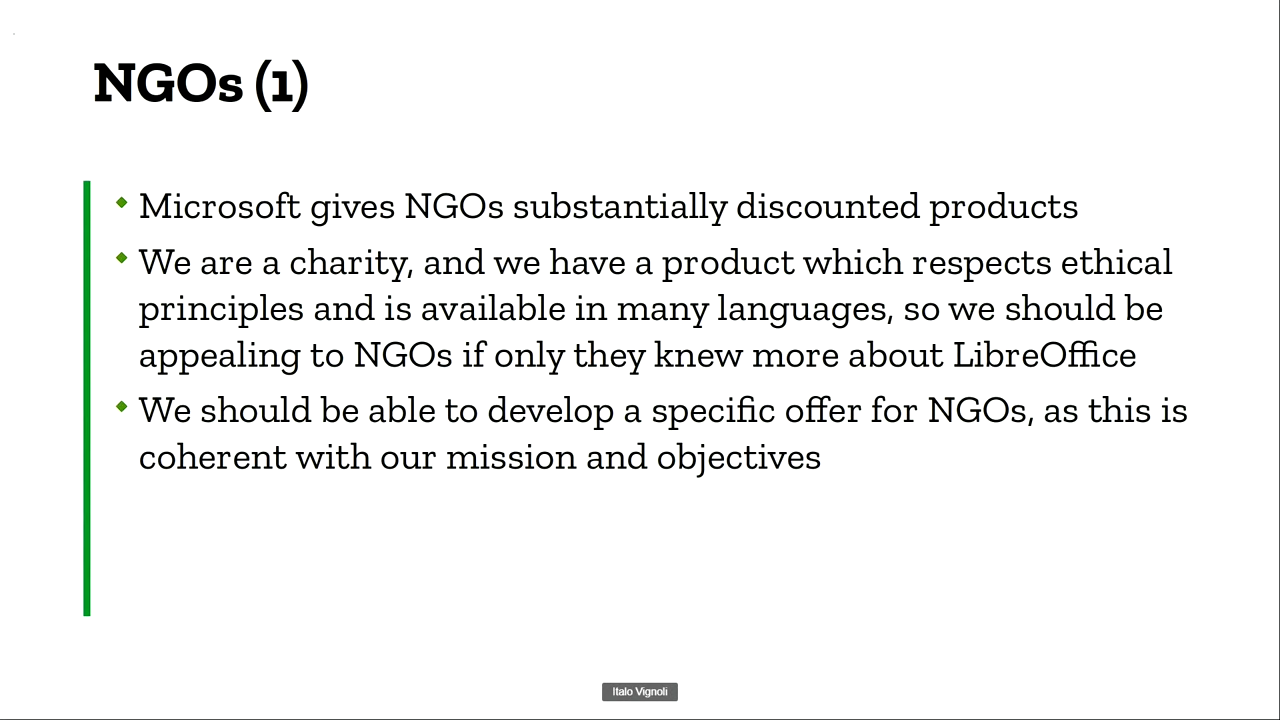 NGOs (1)
Microsoft gives NGOs substantially discounted products
We are a charity, and we have a product which respects ethical
principles and is available in many languages, so we should be
appealing to NGOs if only they knew more about LibreOffice
We should be able to develop a specific offer for NGOs, as this is
coherent with our mission and objectives
Italo Vignoli